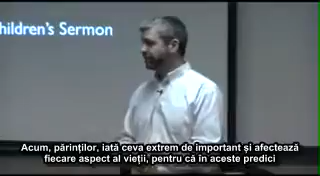 hildren's Sermon
Acum, părinților, iată ceva extrem de important și afectează
fiecare aspect al vieții, pentru că în aceste predici